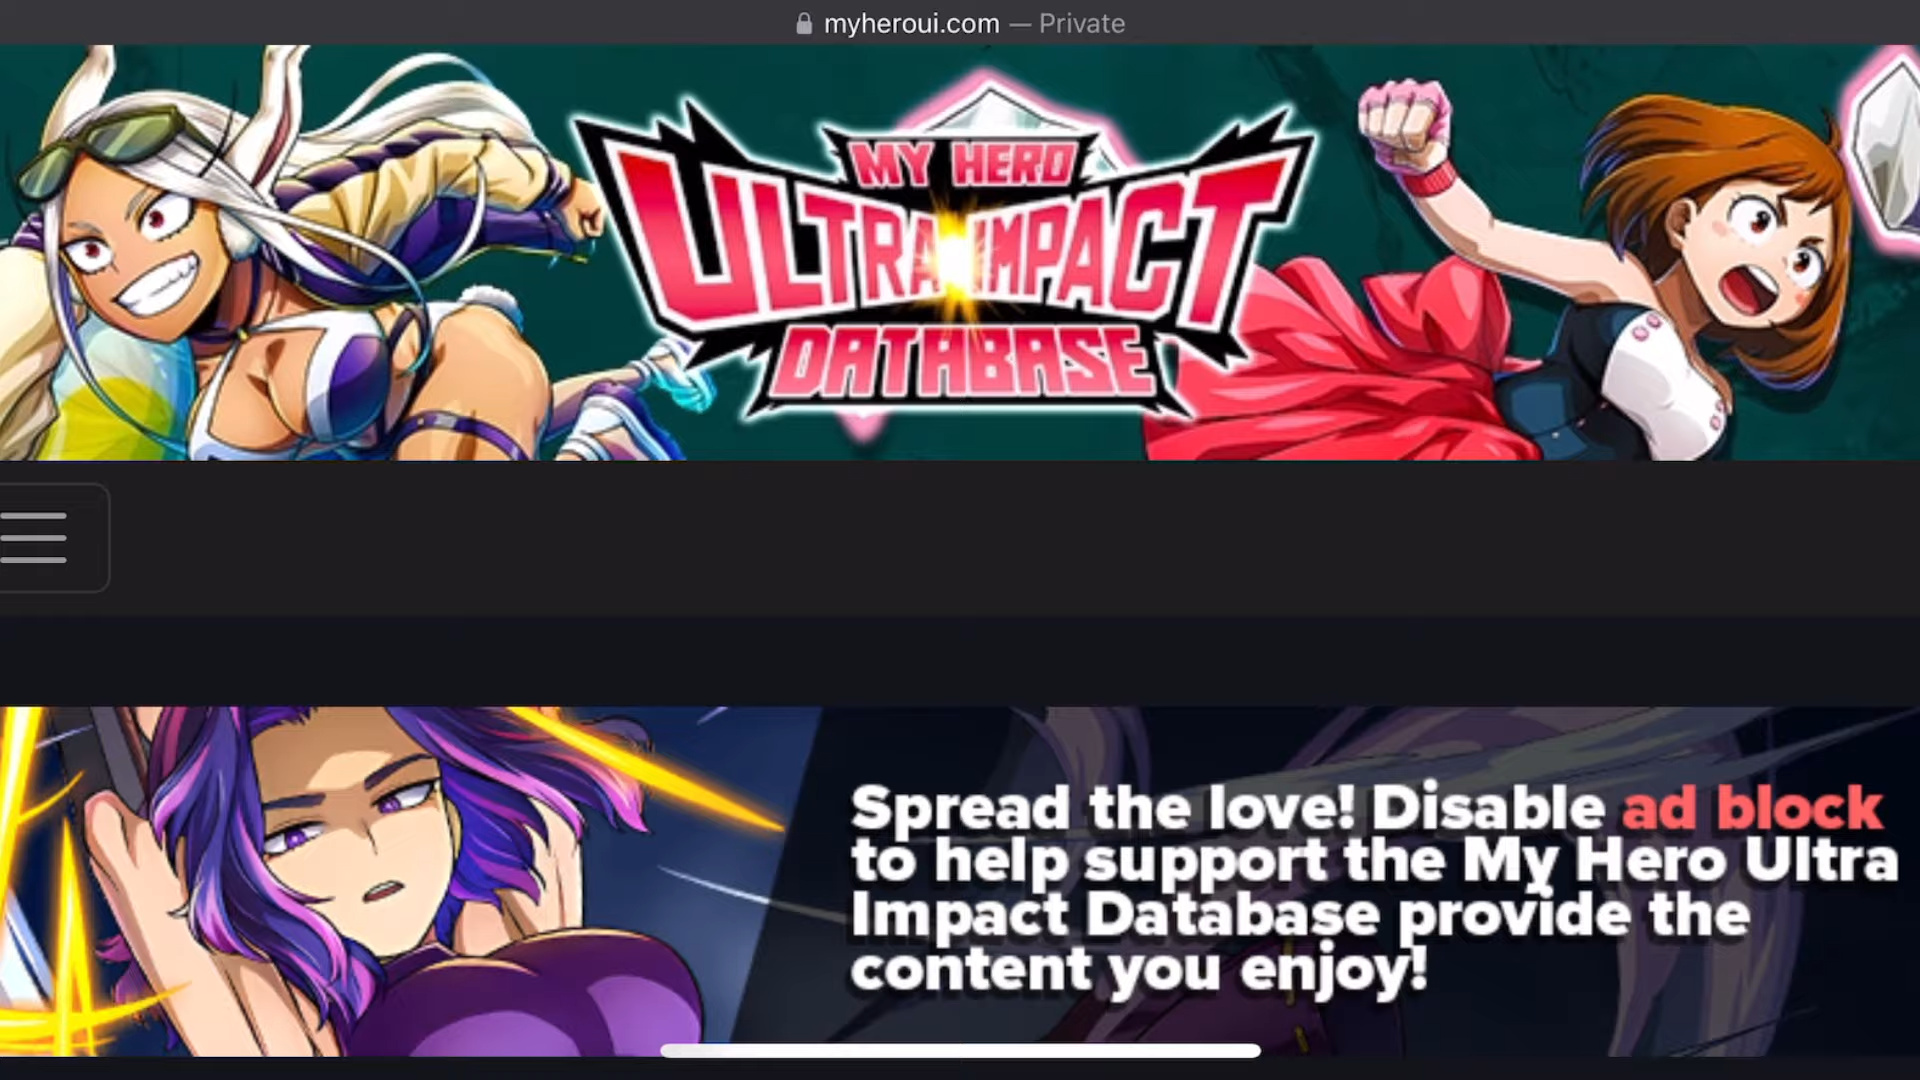 myheroui.com — Private
MY HERO
ULTRA IMPACT
DATABASE
Spread the love! Disable ad block
to help support the My Hero Ultra
Impact Database provide the
content you enjoy!